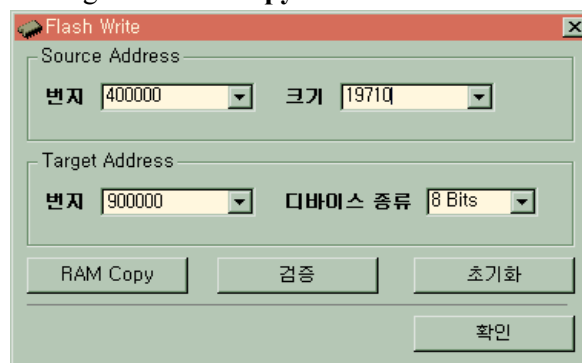 Flash Write
Source Address
번지 400000 크기 19710
Target Address
번지 900000 디바이스 종류 8 Bits
RAM Copy 검증 초기화
확인